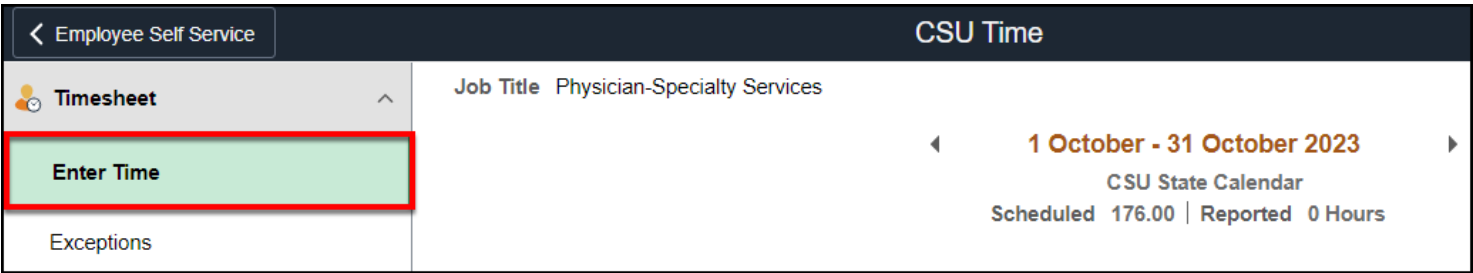 Employee Self Service
CSU Time
Timesheet
Job Title Physician-Specialty Services
Enter Time
1 October - 31 October 2023
CSU State Calendar
Scheduled 176.00 | Reported 0 Hours
Exceptions